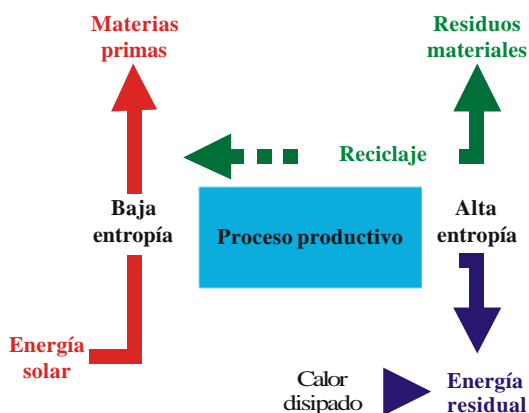 Materias
primas
Residuos
materiales
Reciclaje
Baja
entropía
Proceso productivo
Alta
entropía
Energía
solar
Calor
disipado
Energía
residual